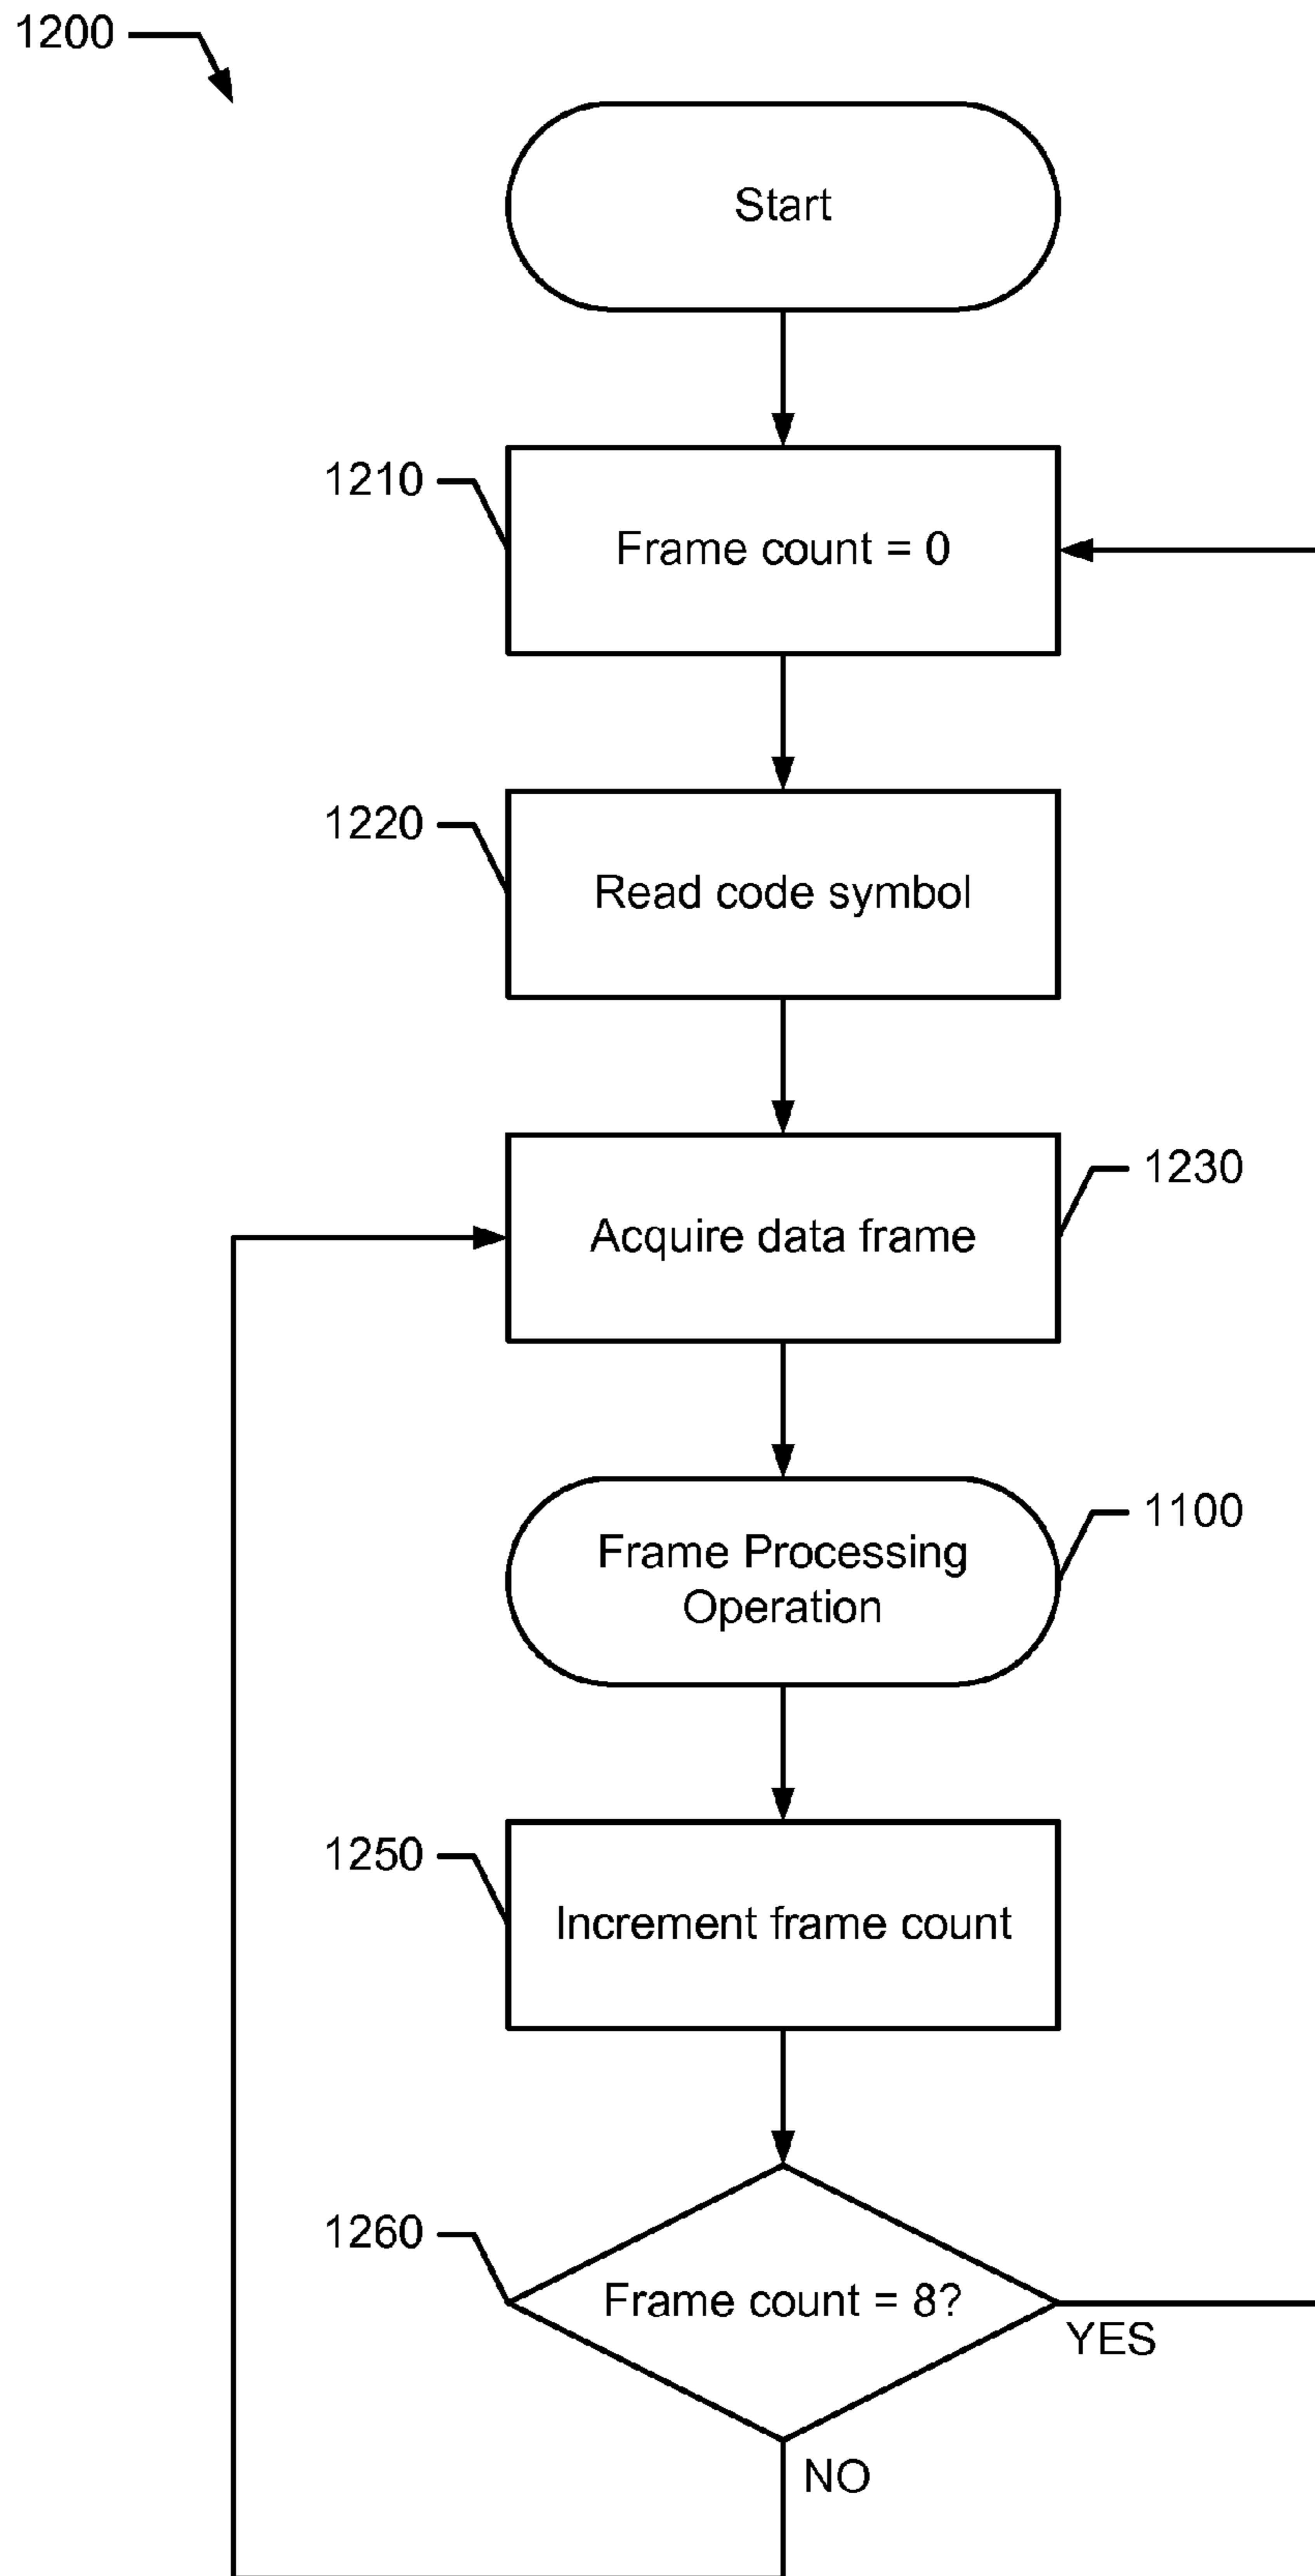 1200
Start
1210
Frame count = 0
1220
Read code symbol
1230
Acquire data frame
1100
Frame Processing
Operation
1250
Increment frame count
1260
Frame count = 8?
YES
NO